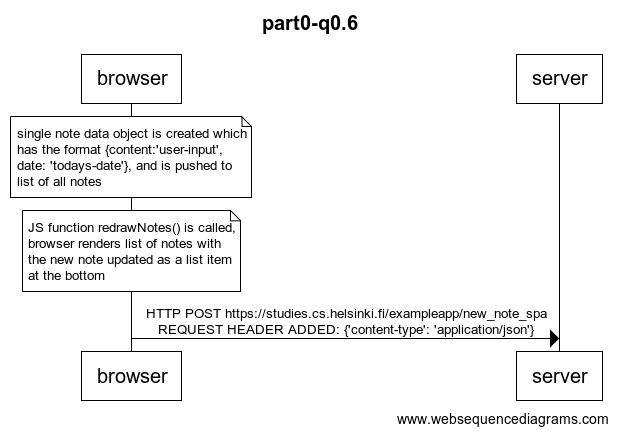 part0-q0.6
browser
server
single note data object is created which
has the format {content:'user-input',
date: 'todays-date'}, and is pushed to
list of all notes
JS function redrawNotes() is called,
browser renders list of notes with
the new note updated as a list item
at the bottom
HTTP POST https://studies.cs.helsinki.fi/exampleapp/new_note_spa
REQUEST HEADER ADDED: {'content-type': 'application/json'}
browser
server
www.websequencediagrams.com